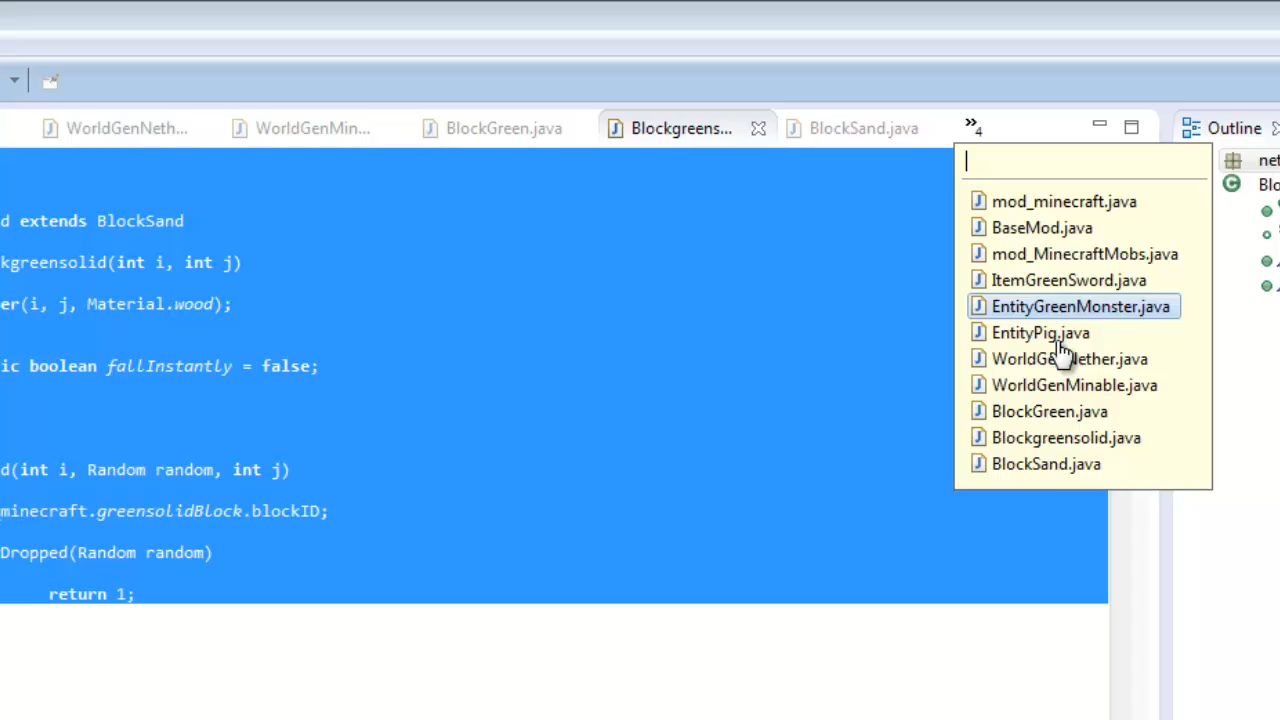 WorldGenNeth...
WorldGenMin...
BlockGreen.java
Blockgreens...
BlockSand.java
»4
Outline
net
Blo
d extends BlockSand
kgreensolid(int i, int j)
er(i, j, Material.wood);
ic boolean fallInstantly = false;
d(int i, Random random, int j)
minecraft.greensolidBlock.blockID;
Dropped(Random random)
return 1;
mod_minecraft.java
BaseMod.java
mod_MinecraftMobs.java
ItemGreenSword.java
EntityGreenMonster.java
EntityPig.java
WorldGenNether.java
WorldGenMinable.java
BlockGreen.java
Blockgreensolid.java
BlockSand.java